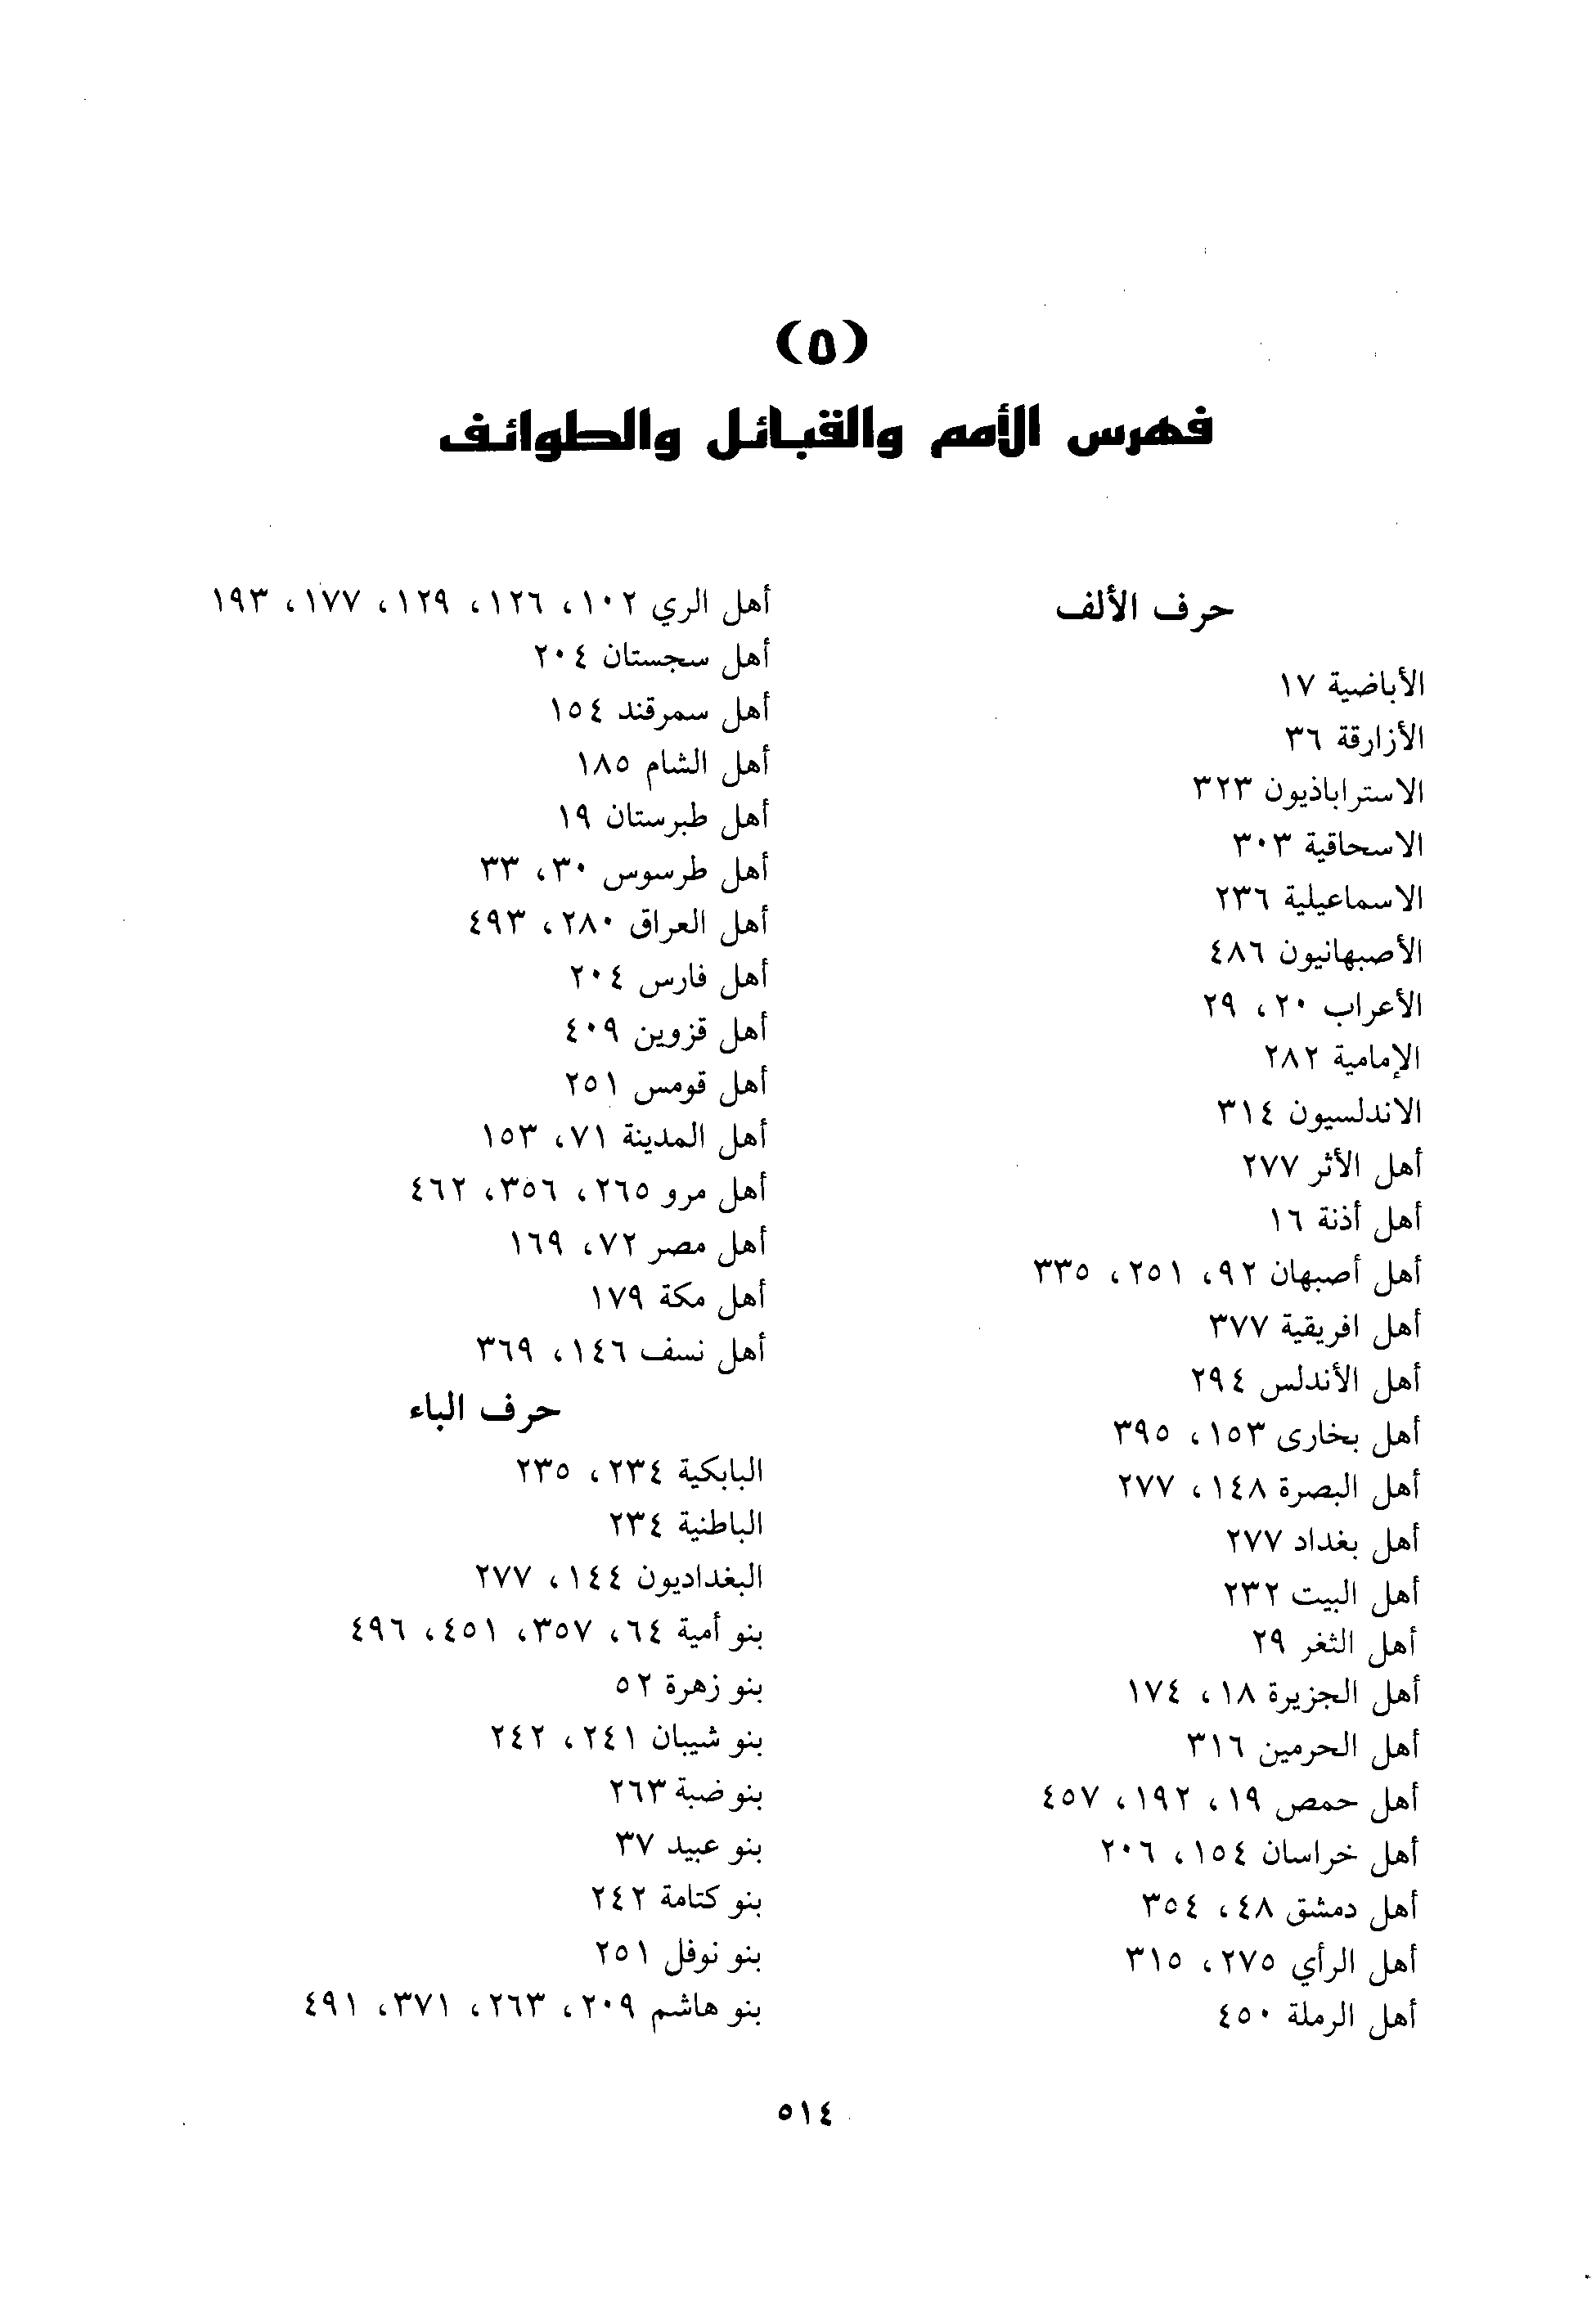 (٥)
فهرس الأمم والقبائل والطوائف
حرف الألف
الأباضية ١٧
الأزارقة ٣٦
الاستراباذيون ٣٢٣
الاسحاقية ٣٠٣
الاسماعيلية ٢٣٦
الأصبهانيون ٤٨٦
الأعراب ٢٠، ٢٩
الإمامية ٢٨٢
الاندلسيون ٣١٤
أهل الأثر ٢٧٧
أهل أذنة ١٦
أهل أصبهان ٩٢، ٢٥١، ٣٣٥
أهل افريقية ٣٧٧
أهل الأندلس ٢٩٤
أهل بخارى ١٥٣، ٣٩٥
أهل البصرة ١٤٨، ٢٧٧
أهل بغداد ٢٧٧
أهل البيت ٢٣٢
أهل الثغر ٢٩
أهل الجزيرة ١٨، ١٧٤
أهل الحرمين ٣١٦
أهل حمص ١٩، ١٩٢، ٤٥٧
أهل خراسان ١٥٤، ٢٠٦
أهل دمشق ٤٨، ٣٥٤
أهل الرأي ٢٧٥، ٣١٥
أهل الرملة ٤٥٠
أهل الري ١٠٢، ١٢٦، ١٢٩، ١٧٧، ١٩٣
أهل سجستان ٢٠٤
أهل سمرقند ١٥٤
أهل الشام ١٨٥
أهل طبرستان ١٩
أهل طرسوس ٣٠، ٣٣
أهل العراق ٢٨٠، ٤٩٣
أهل فارس ٢٠٤
أهل قزوين ٤٠٩
أهل قومس ٢٥١
أهل المدينة ٧١، ١٥٣
أهل مرو ٢٦٥، ٣٥٦، ٤٦٢
أهل مصر ٧٢، ١٦٩
أهل مكة ١٧٩
أهل نسف ١٤٦، ٣٦٩
حرف الباء
البابكية ٢٣٤، ٢٣٥
الباطنية ٢٣٤
البغداديون ١٤٤، ٢٧٧
بنو أمية ٦٤، ٣٥٧، ٤٥١، ٤٩٦
بنو زهرة ٥٢
بنو شيبان ٢٤١، ٢٤٢
بنو ضبة ٢٦٣
بنو عبيد ٣٧
بنو كتامة ٢٤٢
بنو نوفل ٢٥١
بنو هاشم ٢٠٩، ٢٦٣، ٣٧١، ٤٩١
٥١٤